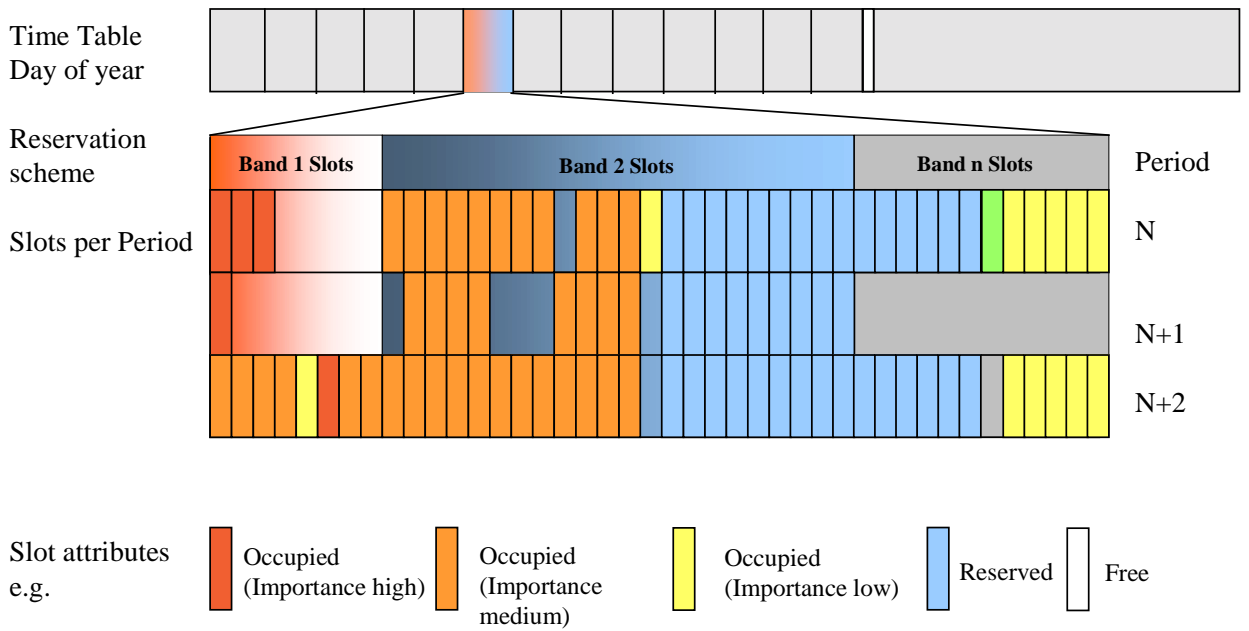 Time Table
Day of year
Reservation
scheme
Band 1 Slots
Band 2 Slots
Band n Slots
Period
Slots per Period
N
N+1
N+2
Slot attributes
e.g.
Occupied
(Importance high)
Occupied
(Importance
medium)
Occupied
(Importance low)
Reserved
Free